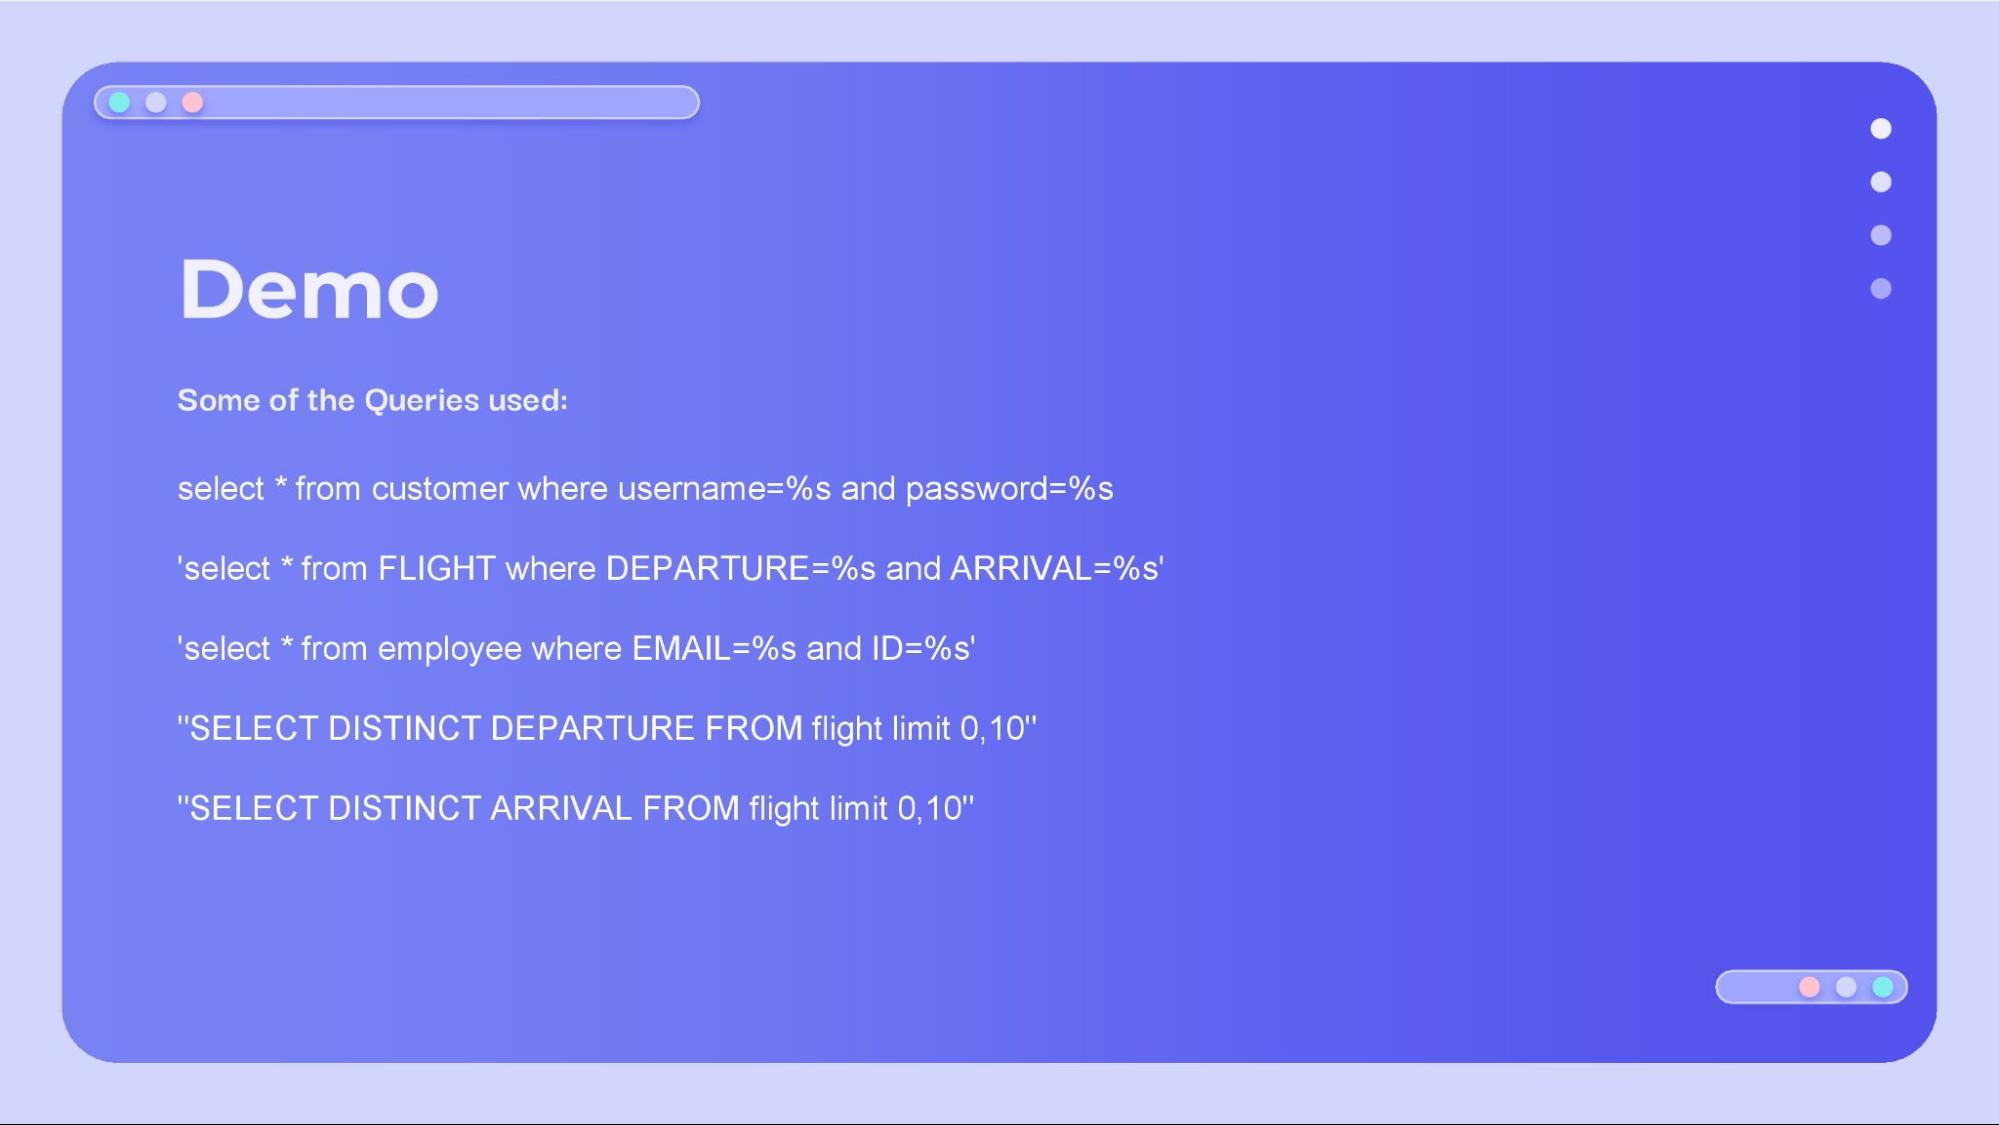 Demo
Some of the Queries used:
select * from customer where username=%s and password=%s
'select * from FLIGHT where DEPARTURE=%s and ARRIVAL=%s'
'select * from employee where EMAIL=%s and ID=%s'
"SELECT DISTINCT DEPARTURE FROM flight limit 0,10"
"SELECT DISTINCT ARRIVAL FROM flight limit 0,10"